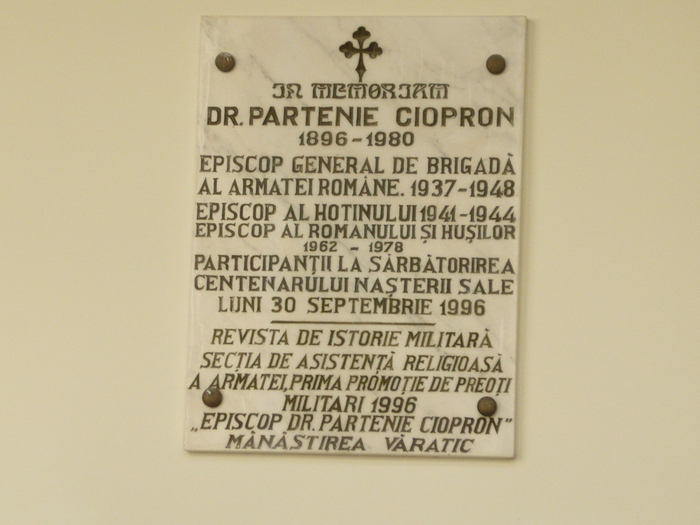 IN MEMORIAM
DR. PARTENIE CIOPRON
1896-1980
EPISCOP GENERAL DE BRIGADĂ
AL ARMATEI ROMÂNE. 1937-1948
EPISCOP AL HOTINULUI 1941-1944
EPISCOP AL ROMANULUI ȘI HUȘILOR
1962 - 1978
PARTICIPANȚII LA SĂRBĂTORIREA
CENTENARULUI NAȘTERII SALE
LUNI 30 SEPTEMBRIE 1996
REVISTA DE ISTORIE MILITARĂ
SECȚIA DE ASISTENȚĂ RELIGIOASĂ
A ARMATEI, PRIMA PROMOȚIE DE PREOȚI
MILITARI 1996
„EPISCOP DR. PARTENIE CIOPRON”
MĂNĂSTIREA VĂRATIC